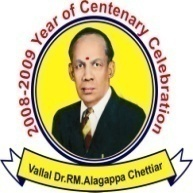 2008-2009 Year of Centenary Celebration
Vallal Dr.RM.Alagappa Chettiar